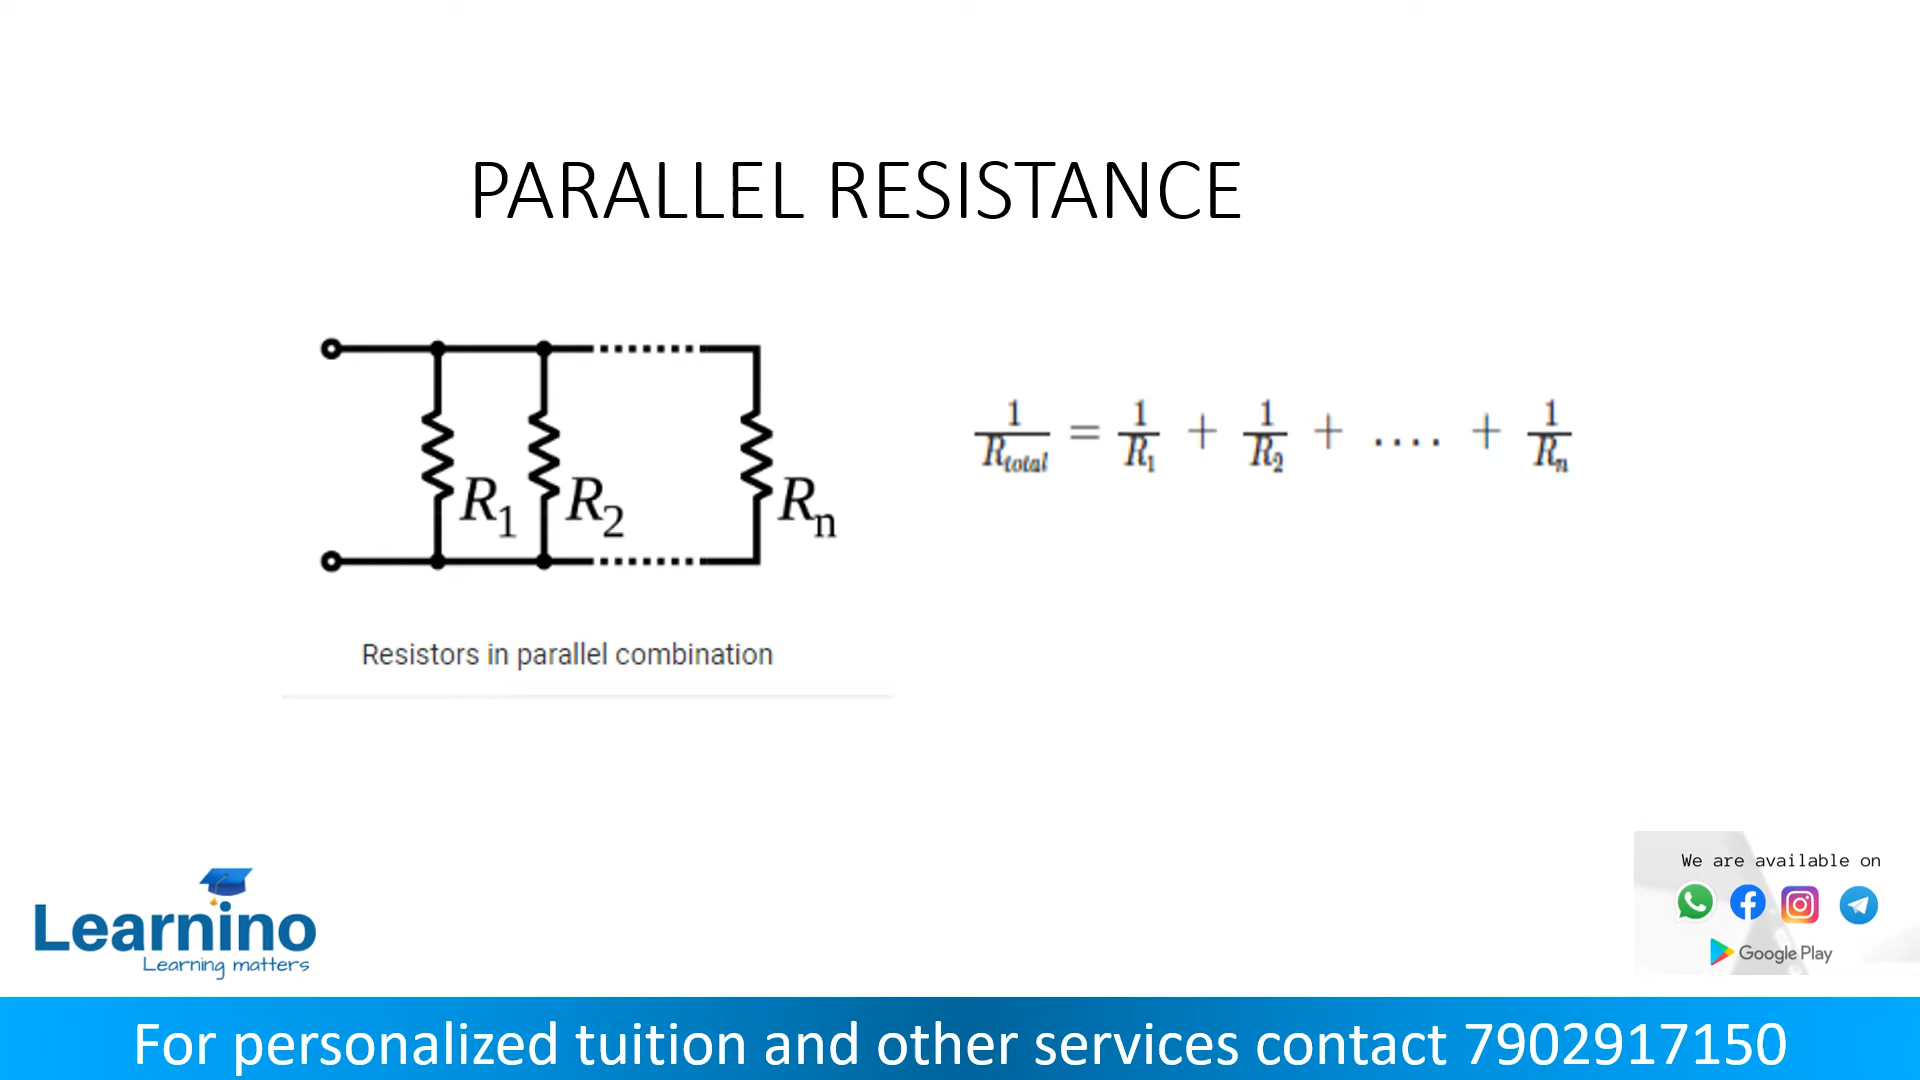 PARALLEL RESISTANCE
R1 R2 Rn
1/Rtotal = 1/R1 + 1/R2 + .... + 1/Rn
Resistors in parallel combination
We are available on
Google Play
Learnino
Learning matters
For personalized tuition and other services contact 7902917150